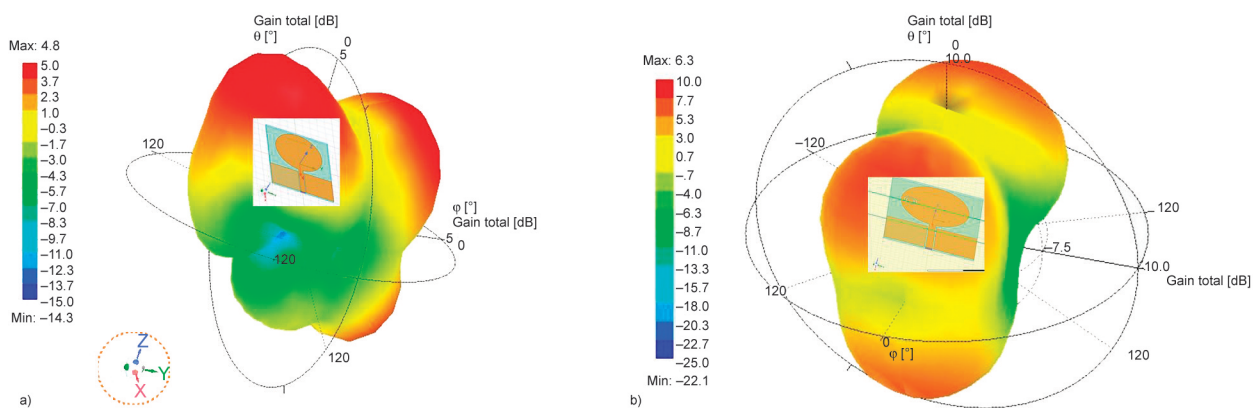 Gain total [dB]
θ [°]
Max: 4.8
0
5
5.0
3.7
2.3
1.0
–0.3
–1.7
–3.0
–4.3
–5.7
–7.0
–8.3
–9.7
–11.0
–12.3
–13.7
–15.0
Min: –14.3
120
φ [°]
Gain total [dB]
5
0
120
120
Z
Y
X
a)
Gain total [dB]
θ [°]
Max: 6.3
0
10.0
10.0
7.7
5.3
3.0
0.7
–.7
–4.0
–6.3
–8.7
–11.0
–13.3
–15.7
–18.0
–20.3
–22.7
–25.0
Min: –22.1
–120
120
–7.5
–10.0
Gain total [dB]
120
0
φ [°]
120
b)